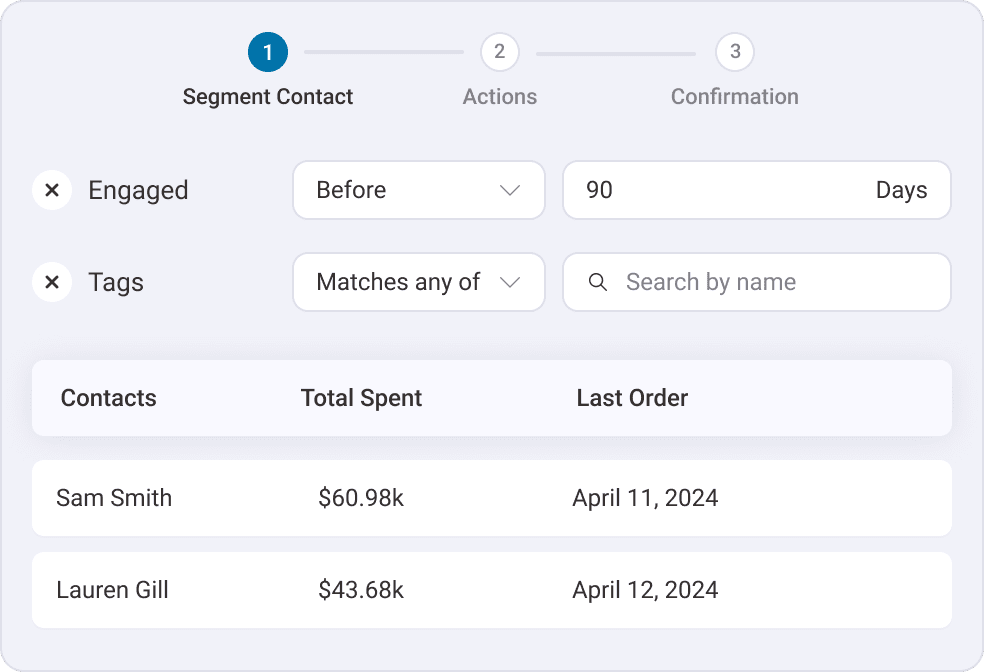 1 2 3
Segment Contact Actions Confirmation
Engaged Before 90 Days
Tags Matches any of Search by name
Contacts Total Spent Last Order
Sam Smith $60.98k April 11, 2024
Lauren Gill $43.68k April 12, 2024